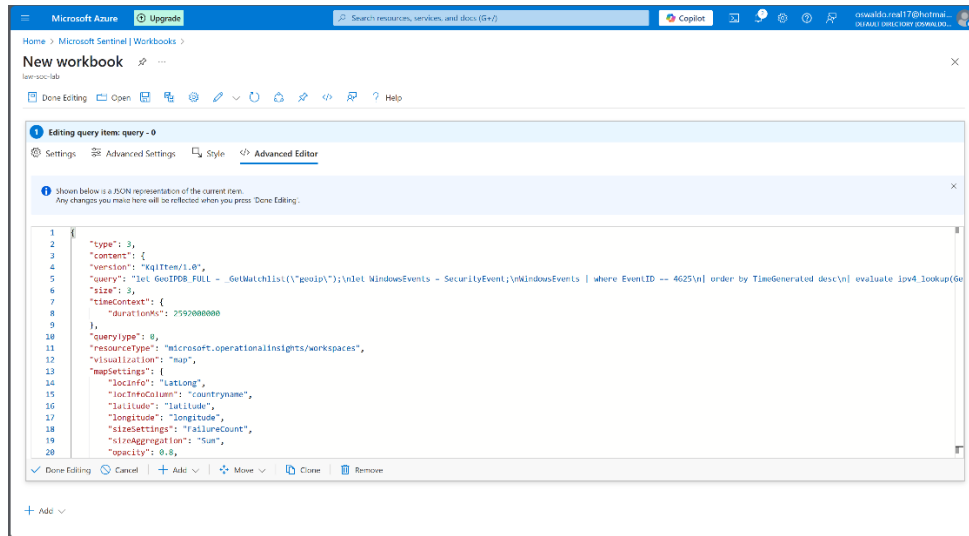 Microsoft Azure Upgrade Search resources, services, and docs (G+/) Copilot oswaldo.real17@hotmai...
DEFAULT DIRECTORY (OSWALDO...
Home > Microsoft Sentinel | Workbooks >
New workbook ...
law-soc-lab
Done Editing Open Help
1 Editing query item: query - 0
Settings Advanced Settings Style Advanced Editor
Shown below is a JSON representation of the current item.
Any changes you make here will be reflected when you press 'Done Editing'.
1 {
2 "type": 3,
3 "content": {
4 "version": "KqlItem/1.0",
5 "query": "let GeoIPDB_FULL = _GetWatchlist(\"geoip\");\nlet WindowsEvents = SecurityEvent;\nWindowsEvents | where EventID == 4625\n| order by TimeGenerated desc\n| evaluate ipv4_lookup(Ge
6 "size": 3,
7 "timeContext": {
8 "durationMs": 2592000000
9 },
10 "queryType": 0,
11 "resourceType": "microsoft.operationalinsights/workspaces",
12 "visualization": "map",
13 "mapSettings": {
14 "locInfo": "LatLong",
15 "locInfoColumn": "countryname",
16 "latitude": "latitude",
17 "longitude": "longitude",
18 "sizeSettings": "FailureCount",
19 "sizeAggregation": "Sum",
20 "opacity": 0.8,
Done Editing Cancel Add Move Clone Remove
Add